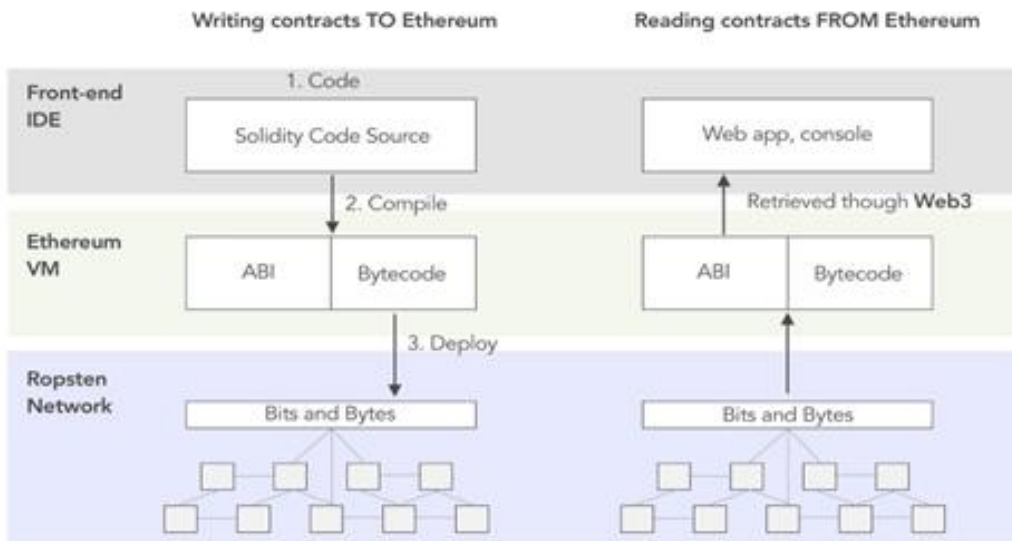 Writing contracts TO Ethereum
Reading contracts FROM Ethereum
Front-end
IDE
1. Code
Solidity Code Source
Web app, console
2. Compile
Retrieved though Web3
Ethereum
VM
ABI
Bytecode
ABI
Bytecode
3. Deploy
Ropsten
Network
Bits and Bytes
Bits and Bytes